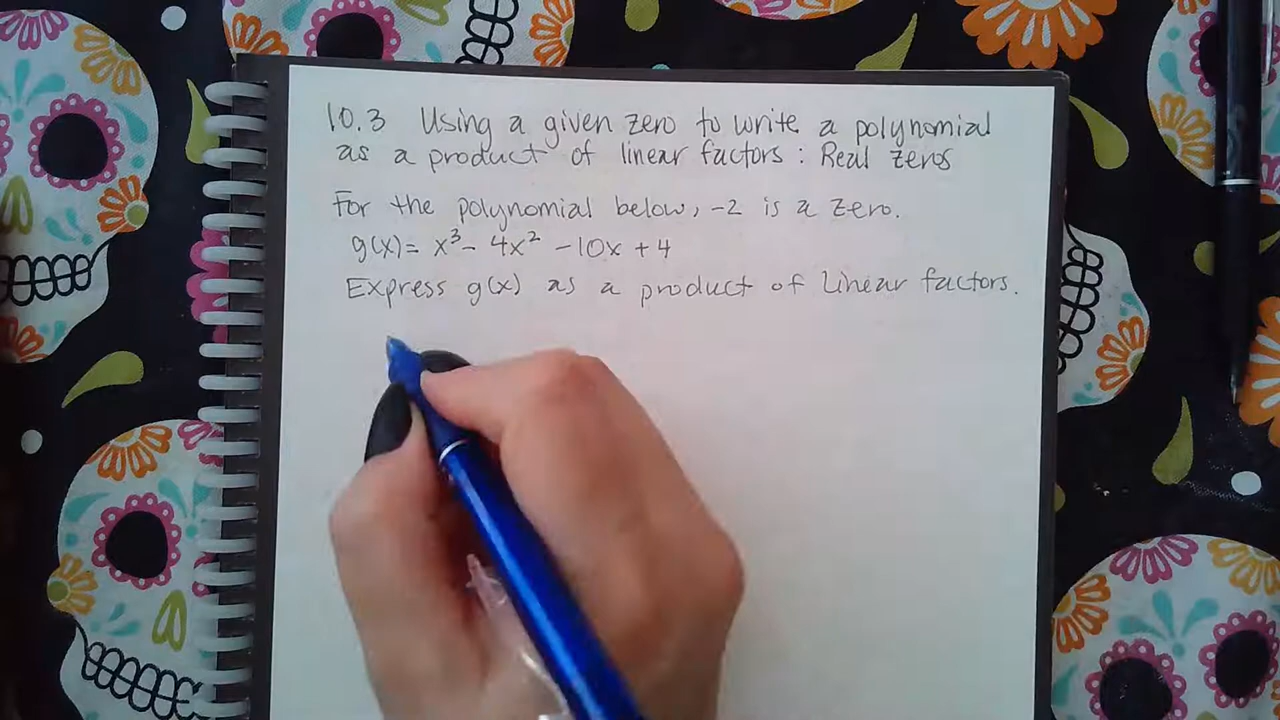 10.3 Using a given zero to write a polynomial
as a product of linear factors: Real zeros
For the polynomial below, -2 is a zero.
g(x) = x³ - 4x² - 10x + 4
Express g(x) as a product of linear factors.